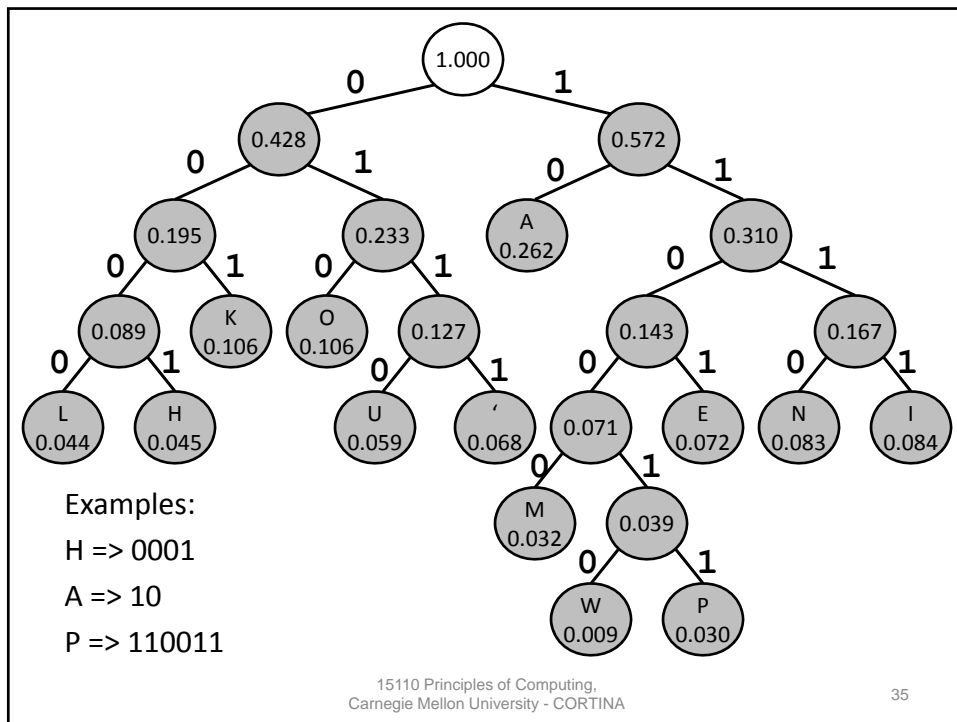 1.000
0 1
0.428 0.572
0 1 0 1
0.195 0.233 A 0.310
0.262
0 1 0 1 0 1
0.089 K O 0.127 0.143 0.167
0.106 0.106
0 1 0 1 0 1 0 1
L H U ‘ 0.071 E N I
0.044 0.045 0.059 0.068 0.072 0.083 0.084
0 1
Examples:
M 0.039
0.032
H => 0001
0 1
A => 10
W P
0.009 0.030
P => 110011
15110 Principles of Computing,
Carnegie Mellon University - CORTINA
35